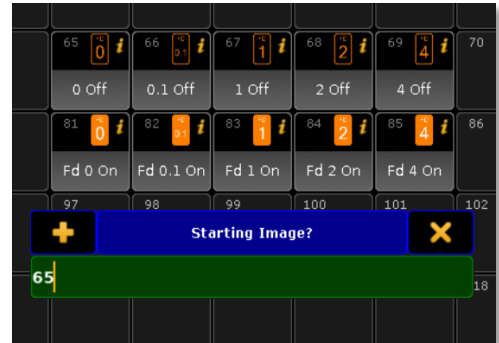 65 0 i 66 0.1 i 67 1 i 68 2 i 69 4 i 70
0 Off 0.1 Off 1 Off 2 Off 4 Off
81 0 i 82 0.1 i 83 1 i 84 2 i 85 4 i 86
Fd 0 On Fd 0.1 On Fd 1 On Fd 2 On Fd 4 On
97 98 99 100 101 102
Starting Image?
65
18